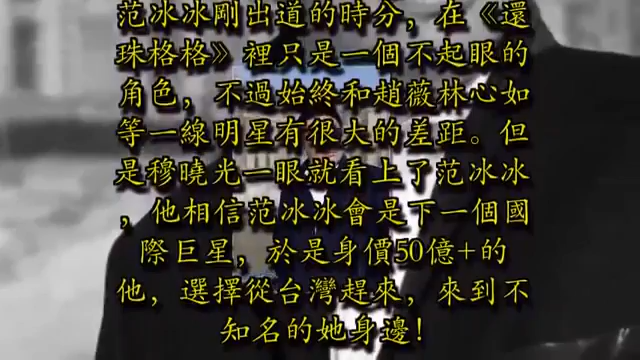 范冰冰剛出道的時分，在《還
珠格格》裡只是一個不起眼的
角色，不過始終和趙薇林心如
等一線明星有很大的差距。但
是穆曉光一眼就看上了范冰冰
，他相信范冰冰會是下一個國
際巨星，於是身價50億+的
他，選擇從台灣趕來，來到不
知名的她身邊!